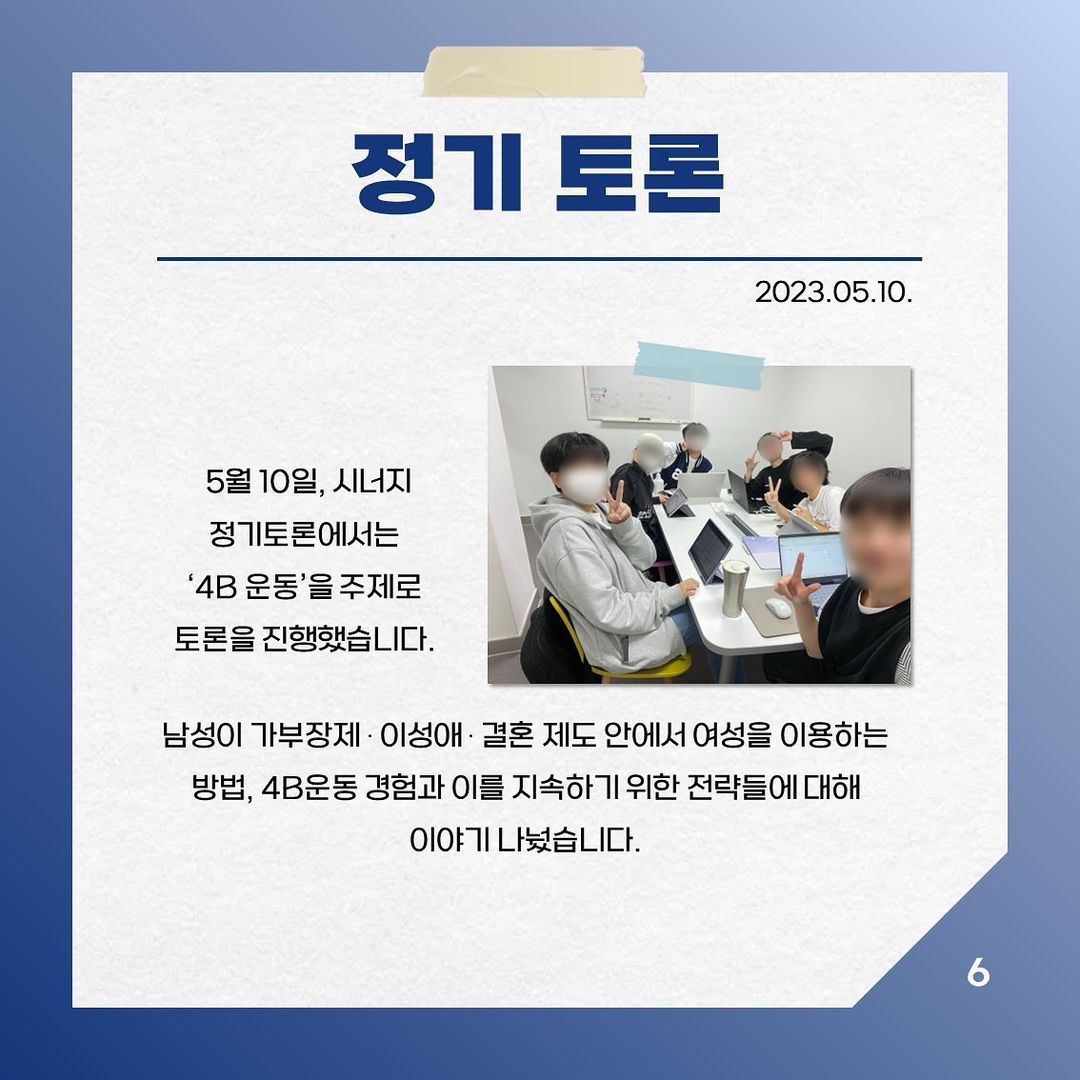 정기 토론
2023.05.10.
5월 10일, 시너지
정기토론에서는
‘4B 운동’을 주제로
토론을 진행했습니다.
남성이 가부장제 · 이성애 · 결혼 제도 안에서 여성을 이용하는
방법, 4B운동 경험과 이를 지속하기 위한 전략들에 대해
이야기 나눴습니다.
6